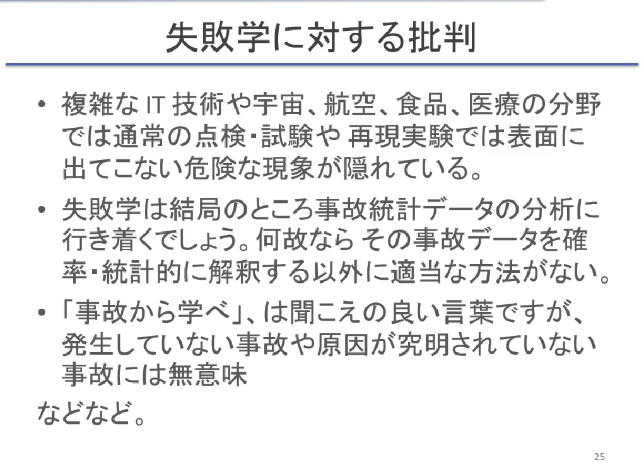 失敗学に対する批判
• 複雑な IT 技術や宇宙、航空、食品、医療の分野
では通常の点検・試験や 再現実験では表面に
出てこない危険な現象が隠れている。
• 失敗学は結局のところ事故統計データの分析に
行き着くでしょう。何故なら その事故データを確
率・統計的に解釈する以外に適当な方法がない。
• 「事故から学べ」、は聞こえの良い言葉ですが、
発生していない事故や原因が究明されていない
事故には無意味
などなど。
25